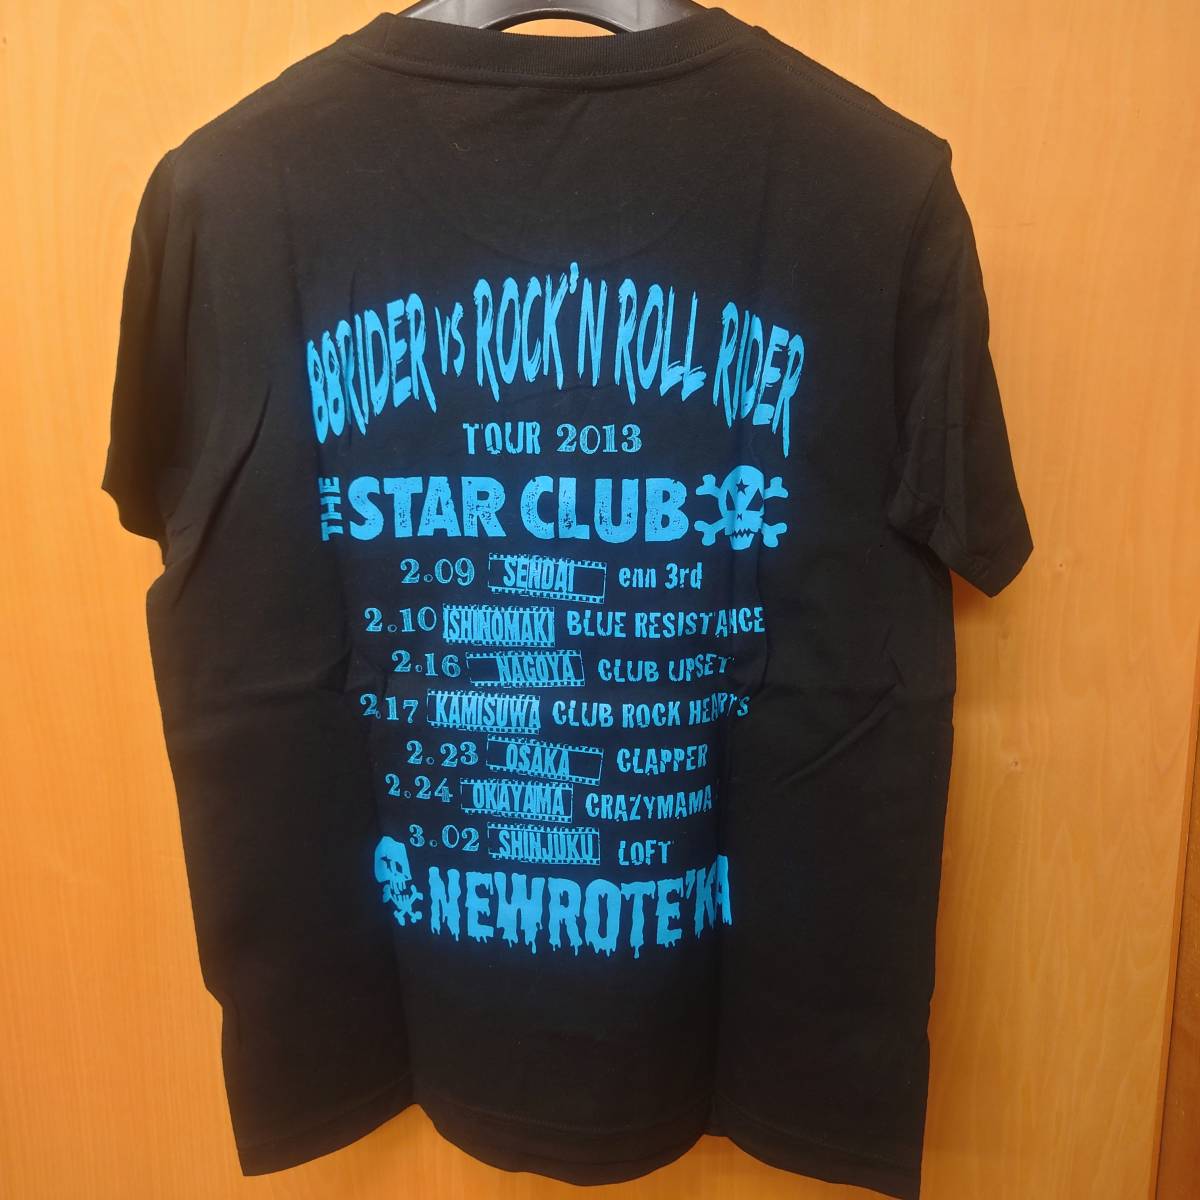 88RIDER VS ROCK'N ROLL RIDER
TOUR 2013
THE STAR CLUB
2.09 SENDAI enn 3rd
2.10 ISHINOMAKI BLUE RESISTANCE
2.16 NAGOYA CLUB UPSET
2.17 KAMISUWA CLUB ROCK HEARTS
2.23 OSAKA CLAPPER
2.24 OKAYAMA CRAZYMAMA
3.02 SHINJUKU LOFT
NEWROTE'KA